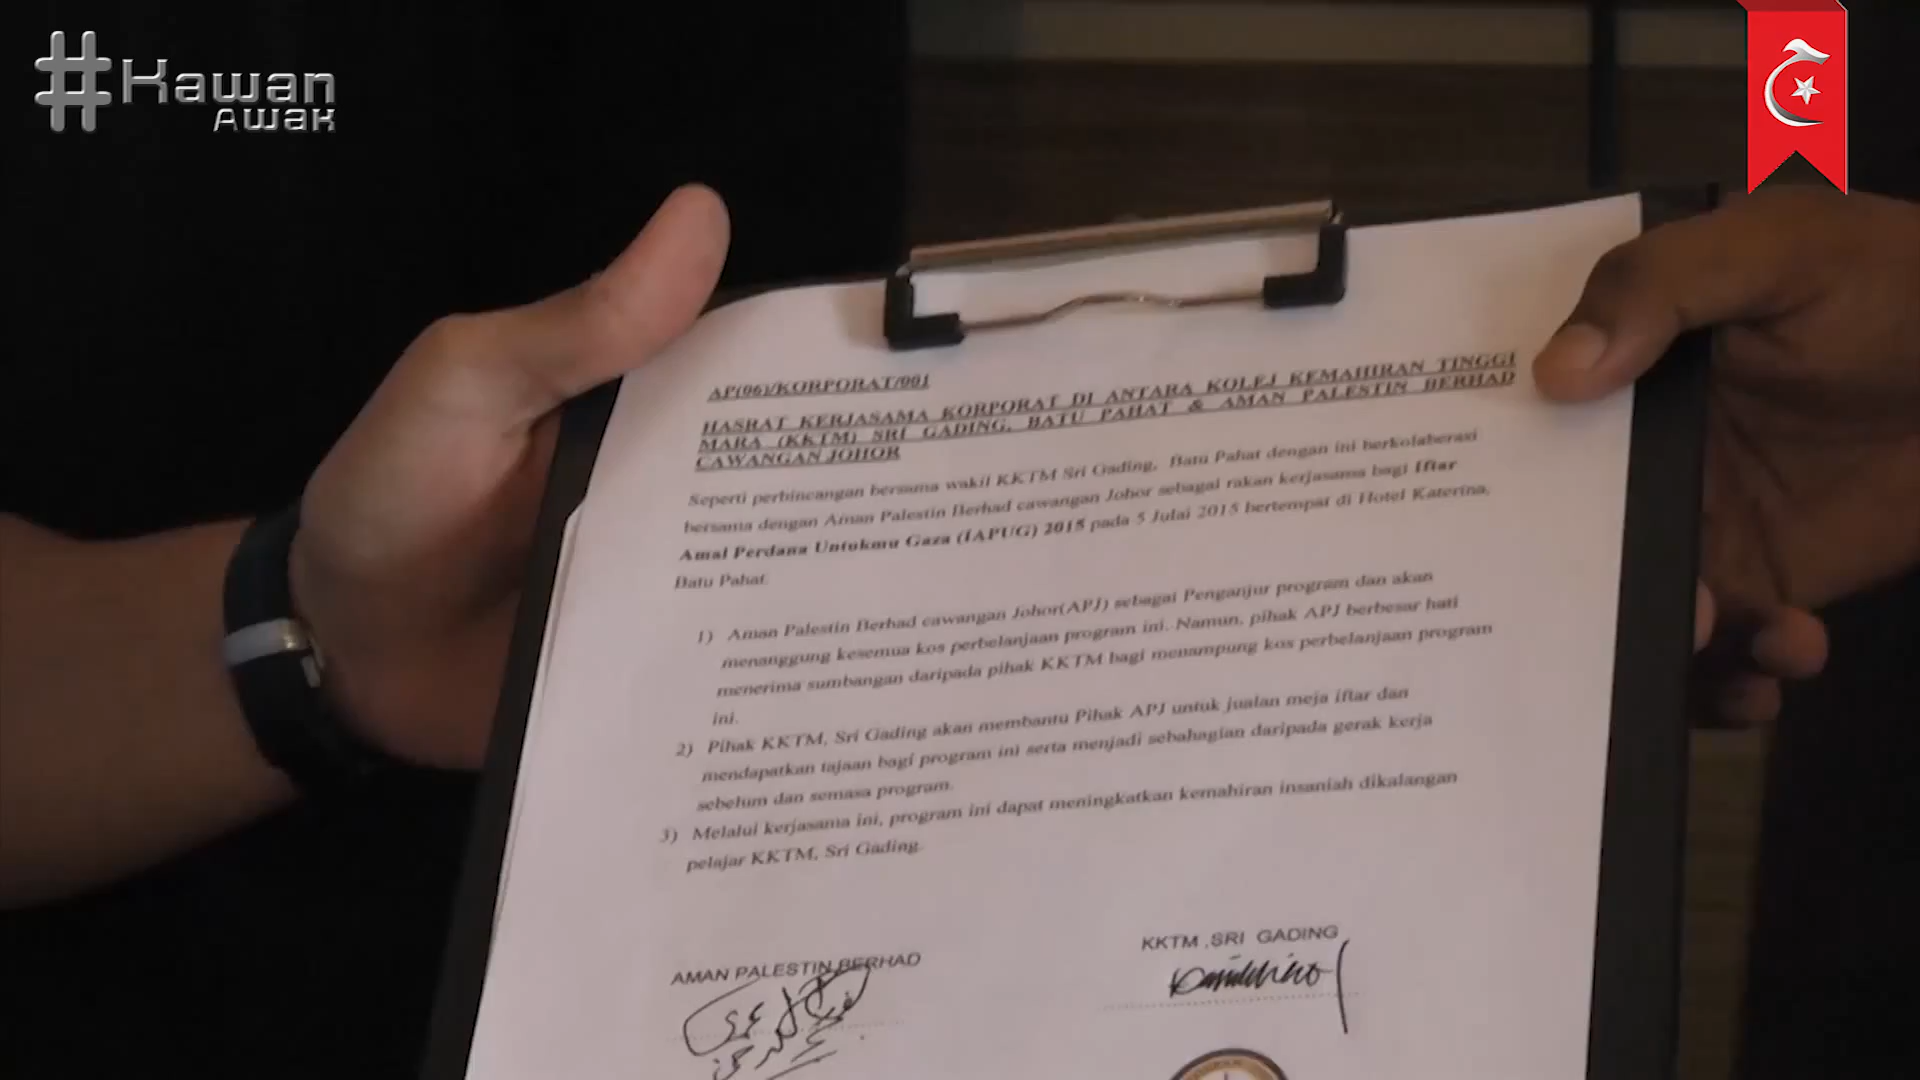 #Kawan
Awak
AP(06)/KORPORAT/001
HASRAT KERJASAMA KORPORAT DI ANTARA KOLEJ KEMAHIRAN TINGGI
MARA (KKTM) SRI GADING, BATU PAHAT & AMAN PALESTIN BERHAD
CAWANGAN JOHOR
Seperti perbincangan bersama wakil KKTM Sri Gading, Batu Pahat dengan ini berkolaberasi
bersama dengan Aman Palestin Berhad cawangan Johor sebagai rakan kerjasama bagi Iftar
Amal Perdana Untukmu Gaza (IAPUG) 2015 pada 5 Julai 2015 bertempat di Hotel Katerina,
Batu Pahat.
1) Aman Palestin Berhad cawangan Johor(APJ) sebagai Penganjur program dan akan
menanggung kesemua kos perbelanjaan program ini. Namun, pihak APJ berbesar hati
menerima sumbangan daripada pihak KKTM bagi menampung kos perbelanjaan program
ini.
2) Pihak KKTM, Sri Gading akan membantu Pihak APJ untuk jualan meja iftar dan
mendapatkan tajaan bagi program ini serta menjadi sebahagian daripada gerak kerja
sebelum dan semasa program.
3) Melalui kerjasama ini, program ini dapat meningkatkan kemahiran insaniah dikalangan
pelajar KKTM, Sri Gading.
AMAN PALESTIN BERHAD
KKTM ,SRI GADING